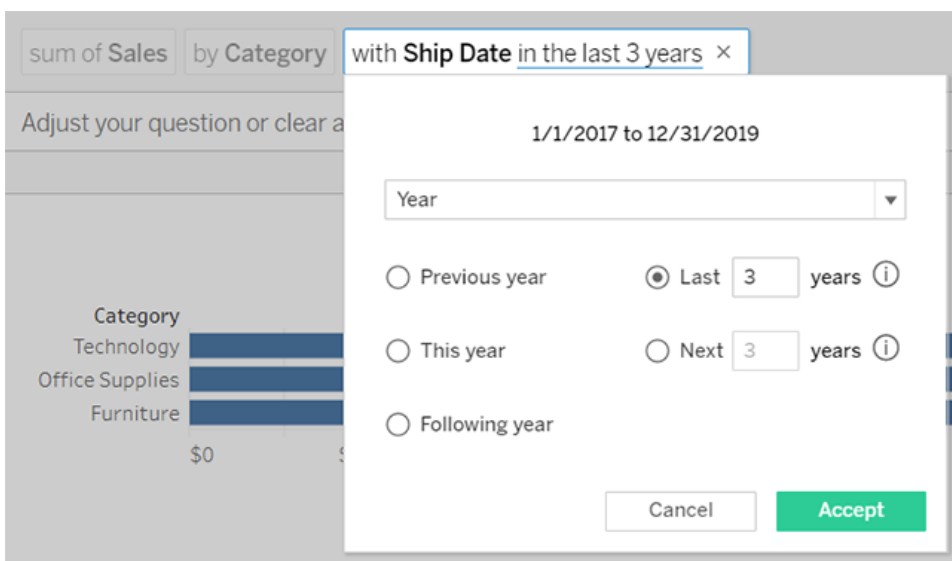 sum of Sales by Category with Ship Date in the last 3 years ×
Adjust your question or clear a
1/1/2017 to 12/31/2019
Year
Previous year Last 3 years
This year Next 3 years
Following year
Category
Technology
Office Supplies
Furniture
$0
Cancel Accept